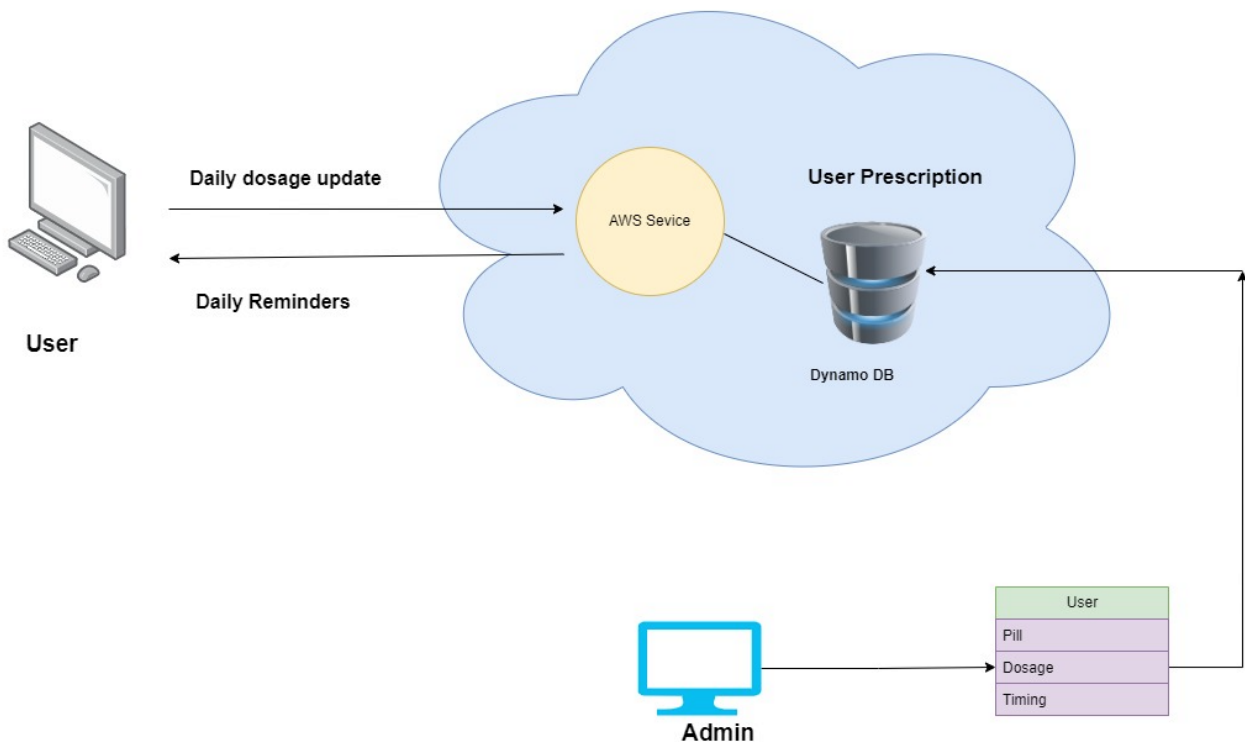 Daily dosage update
Daily Reminders
User
AWS Sevice
User Prescription
Dynamo DB
Admin
User
Pill
Dosage
Timing